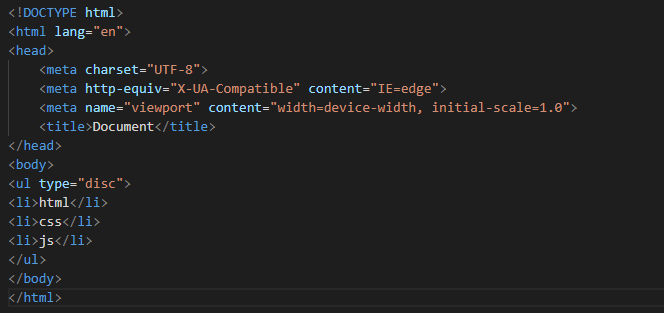 <!DOCTYPE html>
<html lang="en">
<head>
    <meta charset="UTF-8">
    <meta http-equiv="X-UA-Compatible" content="IE=edge">
    <meta name="viewport" content="width=device-width, initial-scale=1.0">
    <title>Document</title>
</head>
<body>
<ul type="disc">
<li>html</li>
<li>css</li>
<li>js</li>
</ul>
</body>
</html>